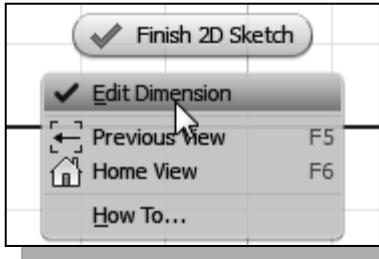 Finish 2D Sketch
Edit Dimension
Previous View F5
Home View F6
How To...